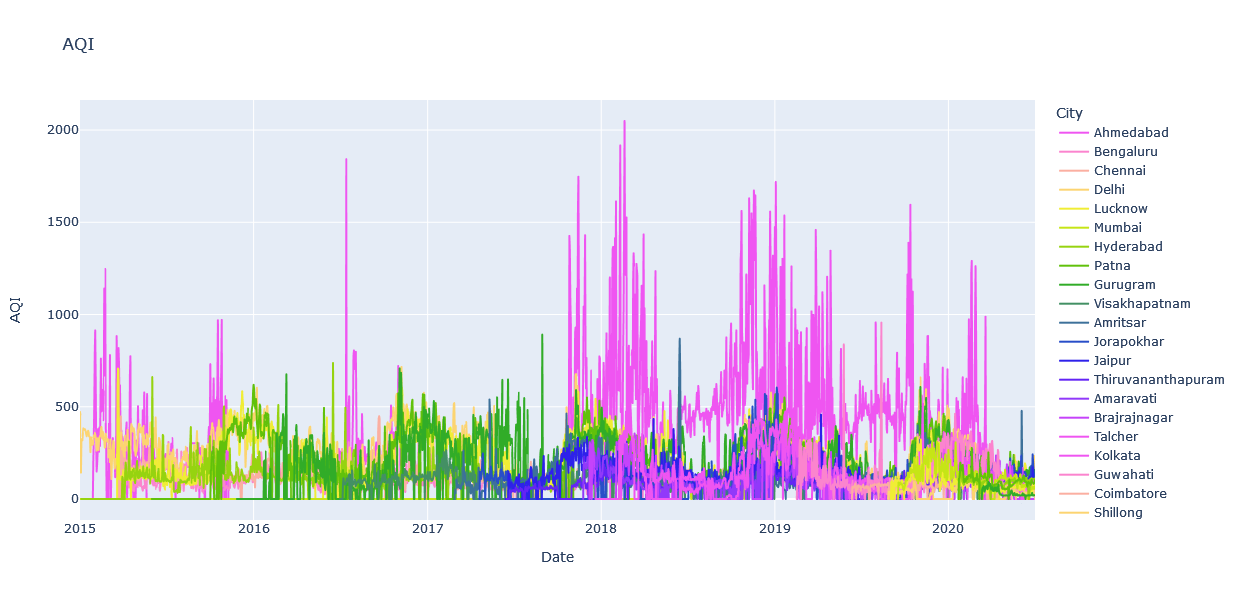 AQI
City
Ahmedabad
Bengaluru
Chennai
Delhi
Lucknow
Mumbai
Hyderabad
Patna
Gurugram
Visakhapatnam
Amritsar
Jorapokhar
Jaipur
Thiruvananthapuram
Amaravati
Brajrajnagar
Talcher
Kolkata
Guwahati
Coimbatore
Shillong
2000
1500
1000
500
0
AQI
2015 2016 2017 2018 2019 2020
Date